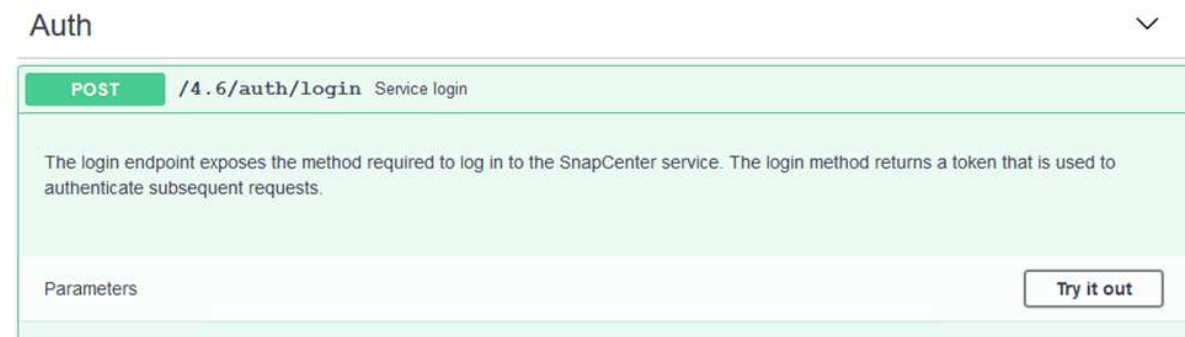 Auth
POST /4.6/auth/login Service login
The login endpoint exposes the method required to log in to the SnapCenter service. The login method returns a token that is used to
authenticate subsequent requests.
Parameters Try it out